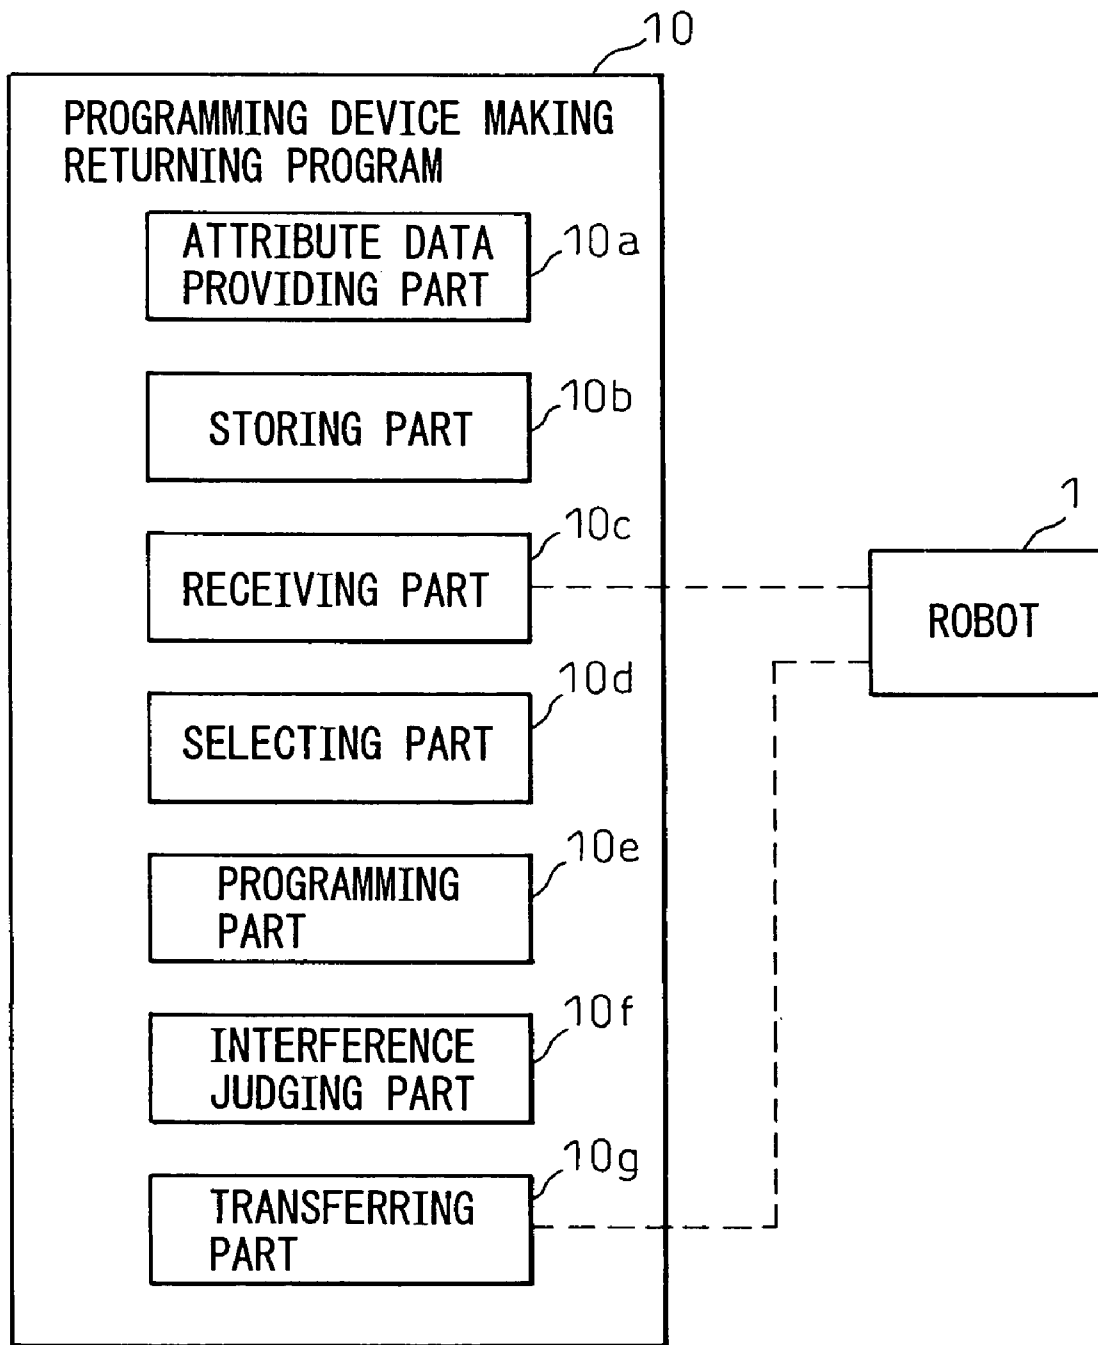 10
PROGRAMMING DEVICE MAKING
RETURNING PROGRAM
ATTRIBUTE DATA
PROVIDING PART
10a
STORING PART
10b
RECEIVING PART
10c
SELECTING PART
10d
PROGRAMMING
PART
10e
INTERFERENCE
JUDGING PART
10f
TRANSFERRING
PART
10g
1
ROBOT